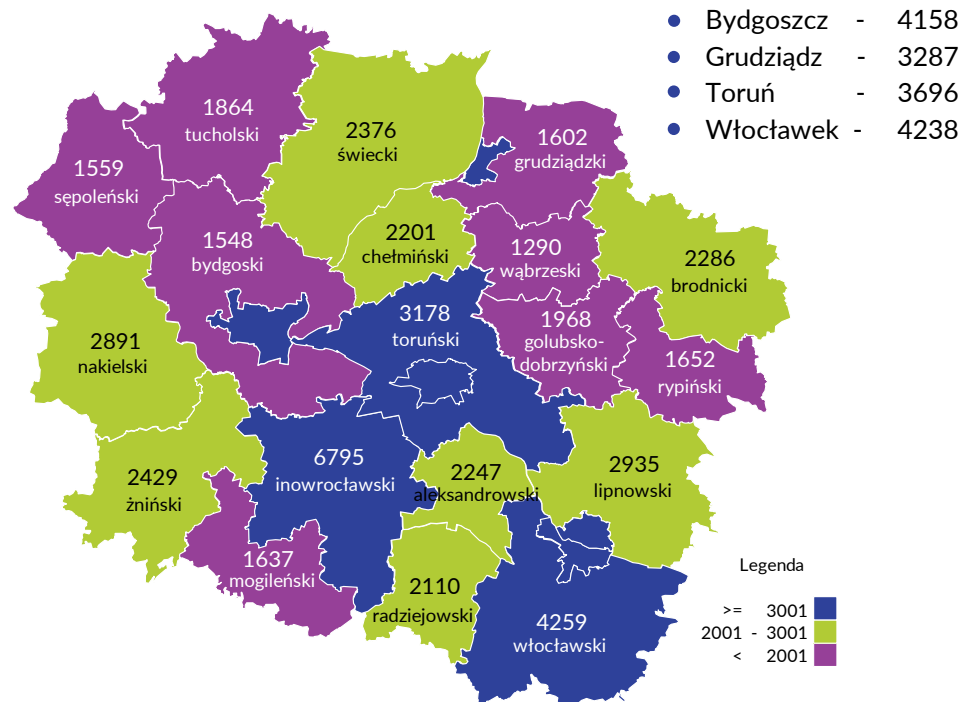 Bydgoszcz - 4158
Grudziądz - 3287
Toruń - 3696
Włocławek - 4238
1864
tucholski
2376
świecki
1602
grudziądzki
1559
sępoleński
1548
bydgoski
2201
chełmiński
1290
wąbrzeski
2286
brodnicki
2891
nakielski
3178
toruński
1968
golubsko-
dobrzyński
1652
rypiński
2429
żniński
6795
inowrocławski
2247
aleksandrowski
2935
lipnowski
1637
mogileński
2110
radziejowski
4259
włocławski
Legenda
>= 3001
2001 - 3001
< 2001